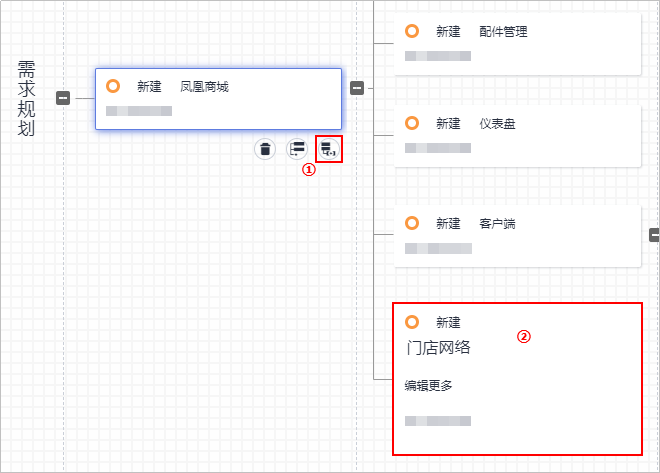 需求规划
新建 凤凰商城
①
新建 配件管理
新建 仪表盘
新建 客户端
新建
②
门店网络
编辑更多